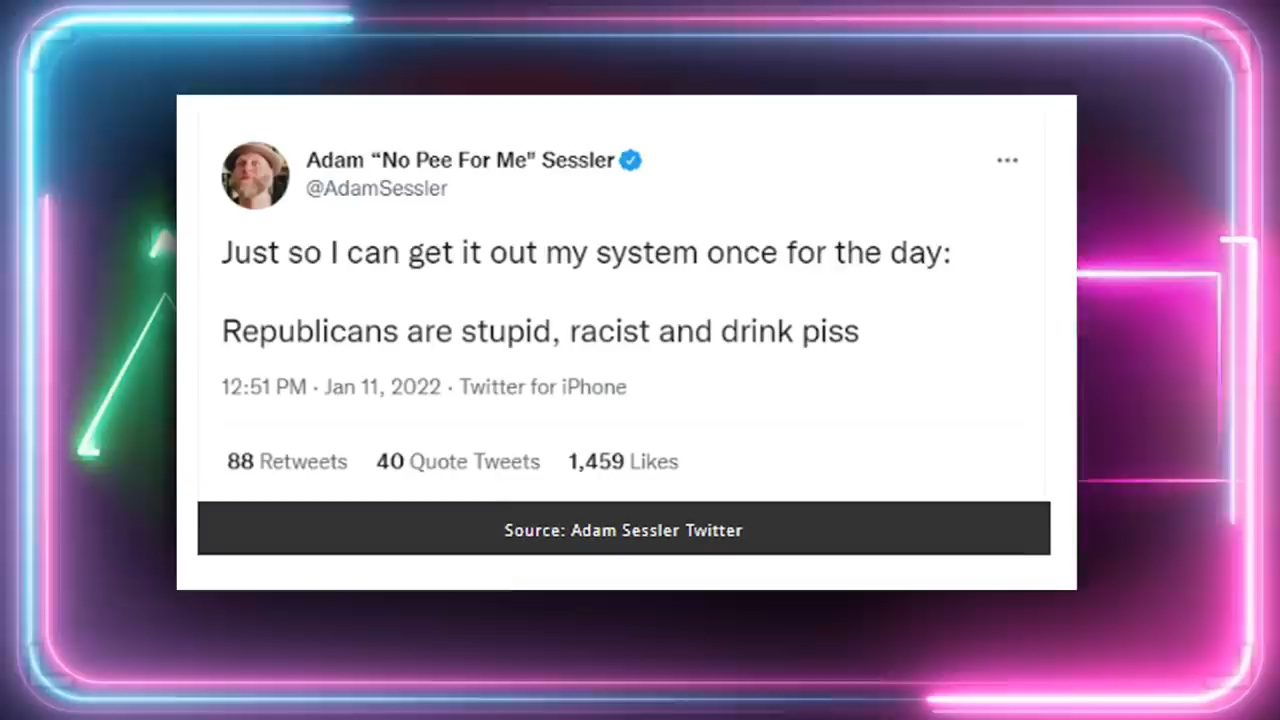 Adam “No Pee For Me" Sessler
@AdamSessler
Just so I can get it out my system once for the day:
Republicans are stupid, racist and drink piss
12:51 PM · Jan 11, 2022 · Twitter for iPhone
88 Retweets 40 Quote Tweets 1,459 Likes
Source: Adam Sessler Twitter